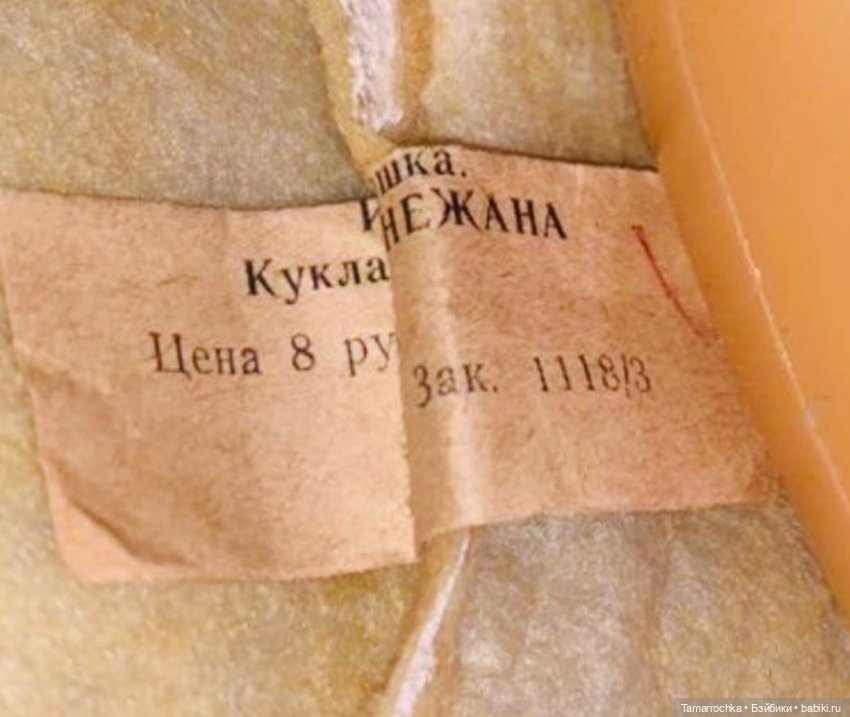 шка.
НЕЖАНА
Кукла
Цена 8 ру
Зак. 1118/3
Tamarrochka • Бэйбики • babiki.ru